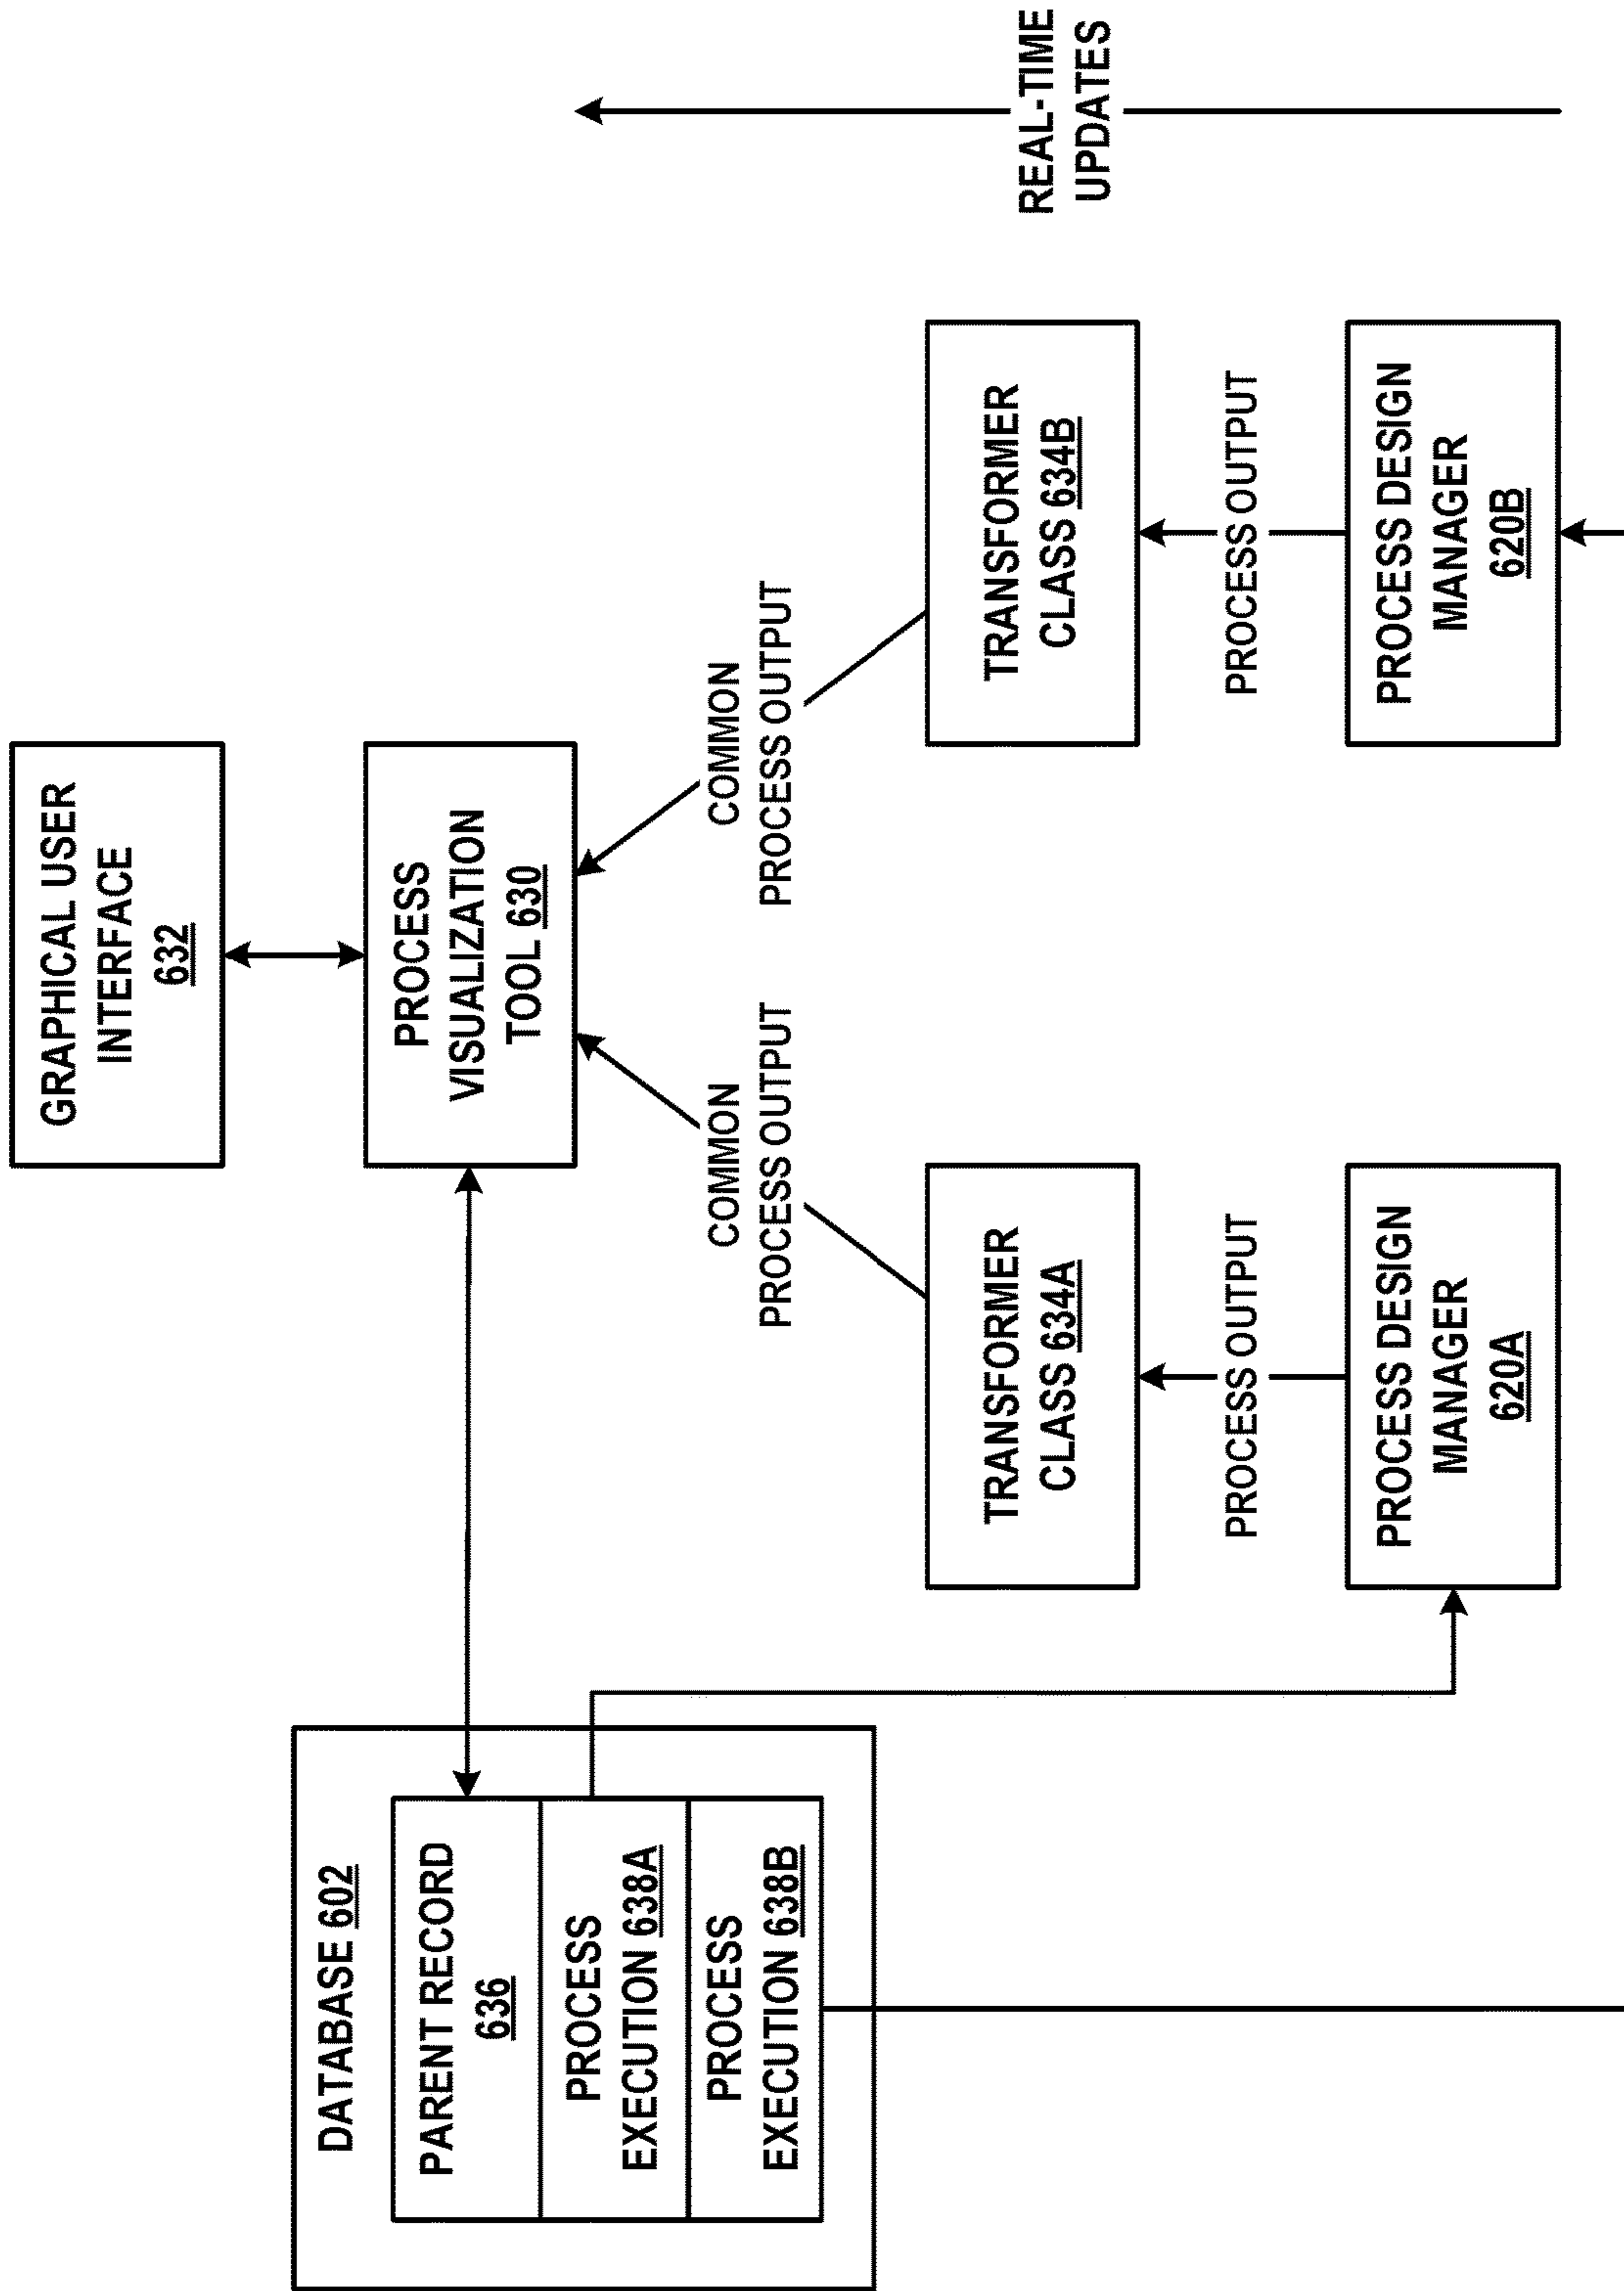 GRAPHICAL USER
INTERFACE
632
DATABASE 602
PARENT RECORD
636
PROCESS
EXECUTION 638A
PROCESS
EXECUTION 638B
PROCESS
VISUALIZATION
TOOL 630
COMMON
PROCESS OUTPUT
COMMON
PROCESS OUTPUT
TRANSFORMER
CLASS 634A
TRANSFORMER
CLASS 634B
REAL-TIME
UPDATES
PROCESS OUTPUT
PROCESS OUTPUT
PROCESS DESIGN
MANAGER
620A
PROCESS DESIGN
MANAGER
620B